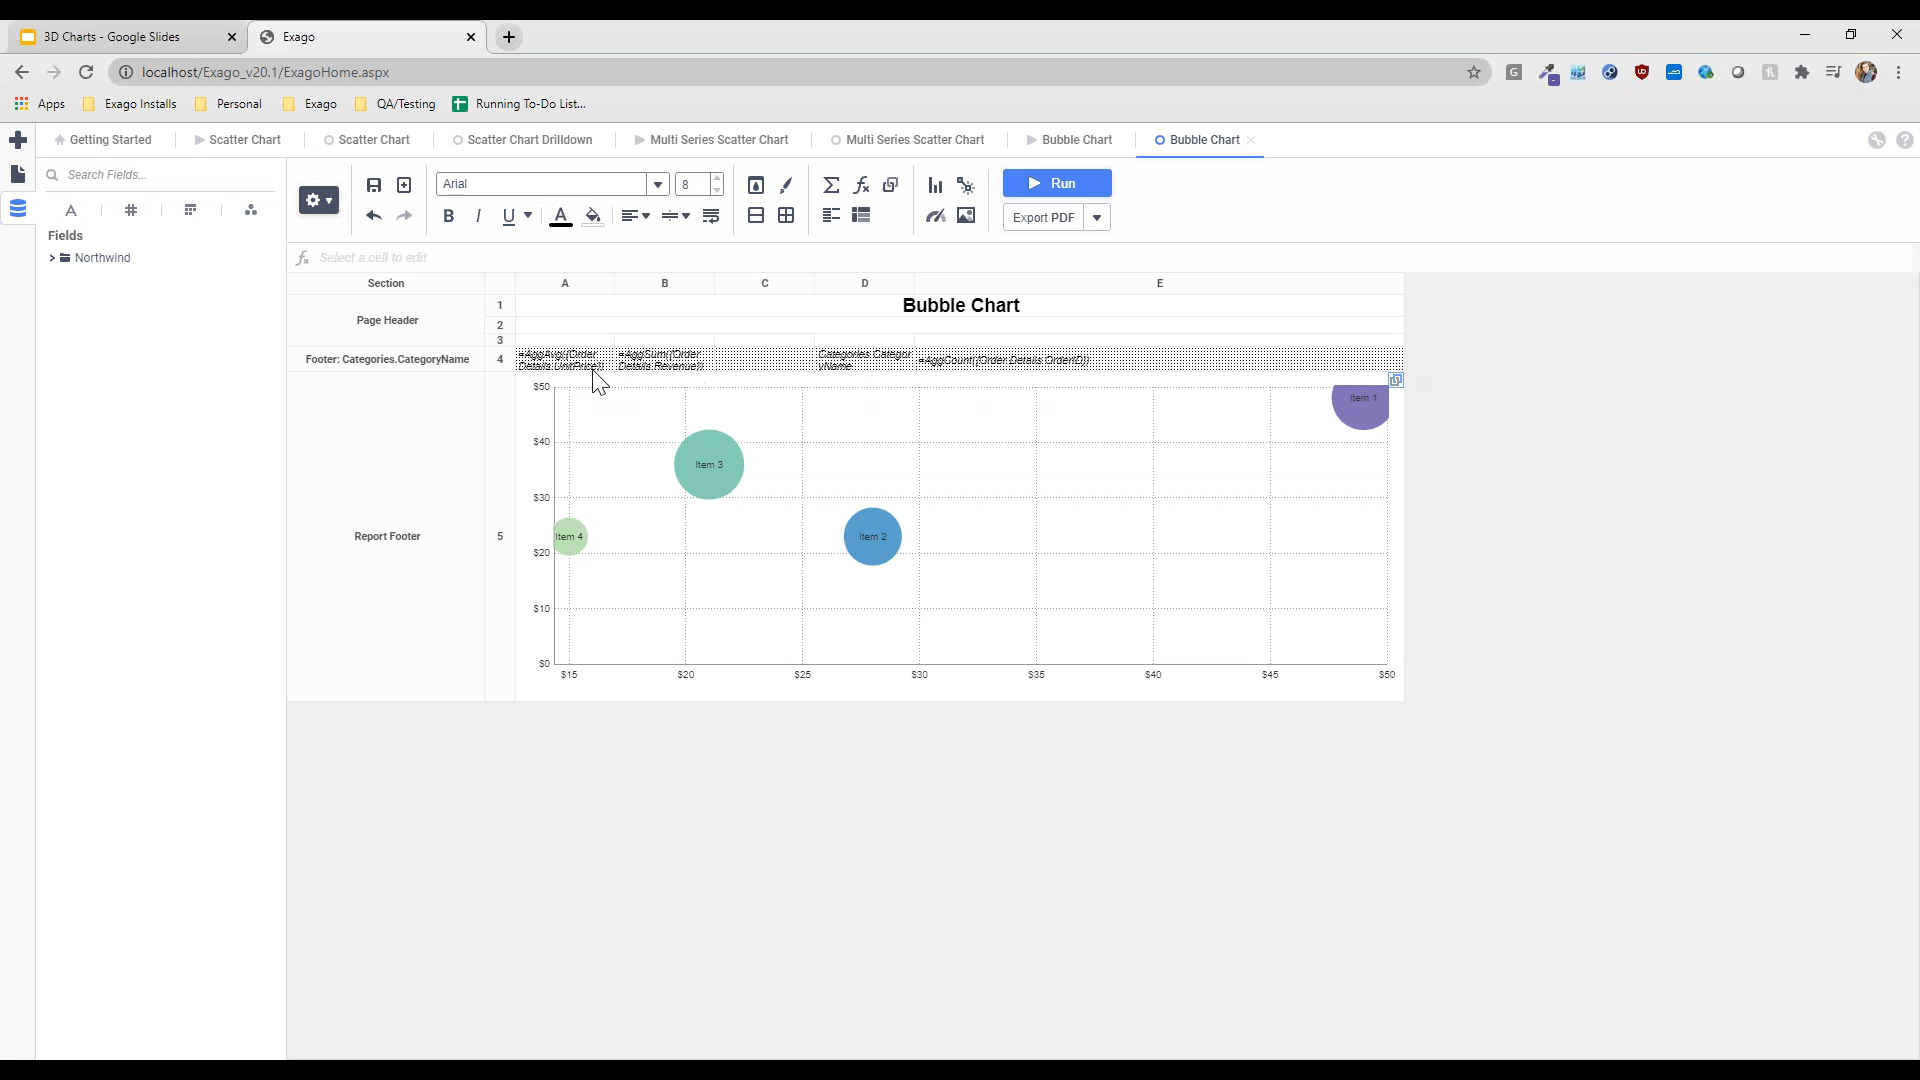 3D Charts - Google Slides
Exago
localhost/Exago_v20.1/ExagoHome.aspx
Apps
Exago Installs
Personal
Exago
QA/Testing
Running To-Do List...
Getting Started
Scatter Chart
Scatter Chart
Scatter Chart Drilldown
Multi Series Scatter Chart
Multi Series Scatter Chart
Bubble Chart
Bubble Chart
Search Fields...
Arial
8
Run
Export PDF
Fields
Northwind
Select a cell to edit
Section
A
B
C
D
E
Page Header
1
Bubble Chart
2
3
Footer: Categories.CategoryName
4
=AggAvg({Order
Details.UnitPrice})
=AggSum({Order
Details.Revenue})
Categories.Categor
yName
=AggCount({Order Details.OrderID})
Report Footer
5
$50
$40
$30
$20
$10
$0
Item 1
Item 3
Item 4
Item 2
$15
$20
$25
$30
$35
$40
$45
$50